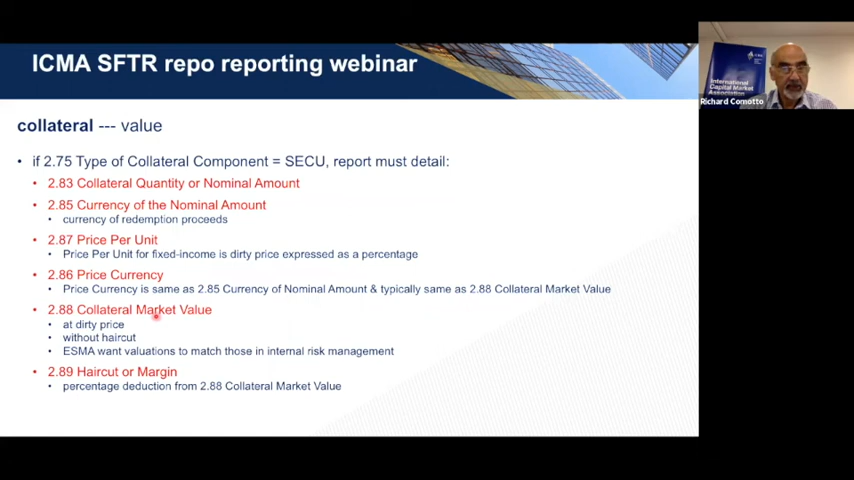 ICMA SFTR repo reporting webinar
International
Capital Market
Association
Richard Comotto
collateral --- value
• if 2.75 Type of Collateral Component = SECU, report must detail:
• 2.83 Collateral Quantity or Nominal Amount
• 2.85 Currency of the Nominal Amount
• currency of redemption proceeds
• 2.87 Price Per Unit
• Price Per Unit for fixed-income is dirty price expressed as a percentage
• 2.86 Price Currency
• Price Currency is same as 2.85 Currency of Nominal Amount & typically same as 2.88 Collateral Market Value
• 2.88 Collateral Market Value
• at dirty price
• without haircut
• ESMA want valuations to match those in internal risk management
• 2.89 Haircut or Margin
• percentage deduction from 2.88 Collateral Market Value